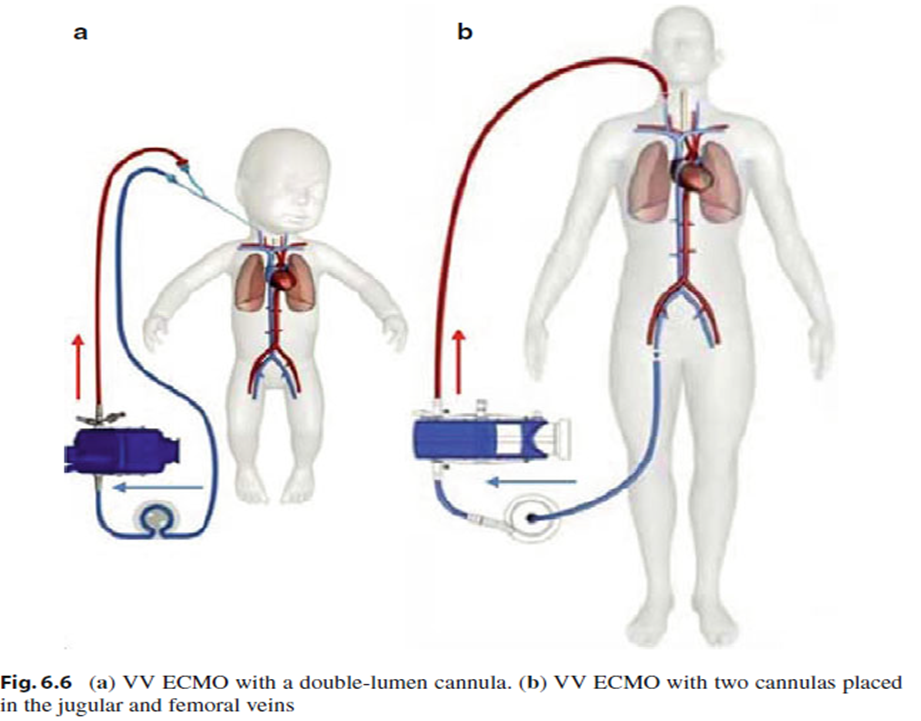 a
b
Fig. 6.6 (a) VV ECMO with a double-lumen cannula. (b) VV ECMO with two cannulas placed
in the jugular and femoral veins